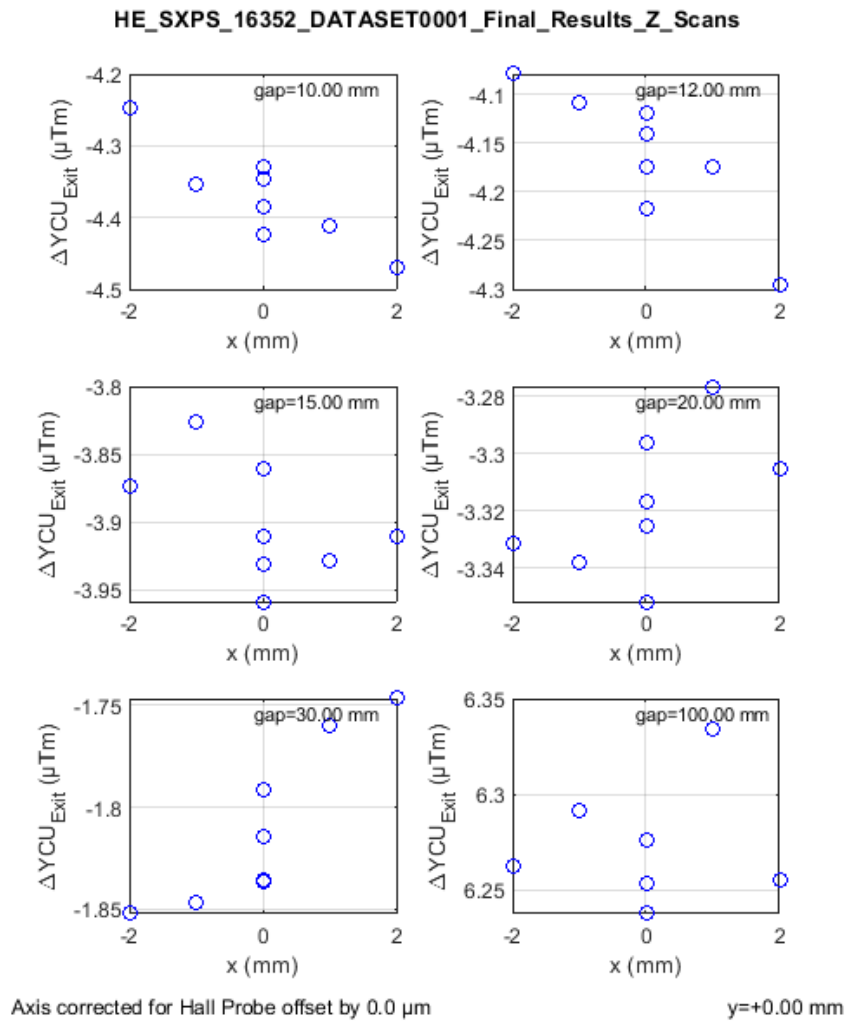 HE_SXPS_16352_DATASET0001_Final_Results_Z_Scans
gap=10.00 mm
-4.2
-4.3
-4.4
-4.5
ΔYCU_Exit (µTm)
-2 0 2
x (mm)
gap=12.00 mm
-4.1
-4.15
-4.2
-4.25
-4.3
ΔYCU_Exit (µTm)
-2 0 2
x (mm)
gap=15.00 mm
-3.8
-3.85
-3.9
-3.95
ΔYCU_Exit (µTm)
-2 0 2
x (mm)
gap=20.00 mm
-3.28
-3.3
-3.32
-3.34
ΔYCU_Exit (µTm)
-2 0 2
x (mm)
gap=30.00 mm
-1.75
-1.8
-1.85
ΔYCU_Exit (µTm)
-2 0 2
x (mm)
gap=100.00 mm
6.35
6.3
6.25
ΔYCU_Exit (µTm)
-2 0 2
x (mm)
Axis corrected for Hall Probe offset by 0.0 µm
y=+0.00 mm